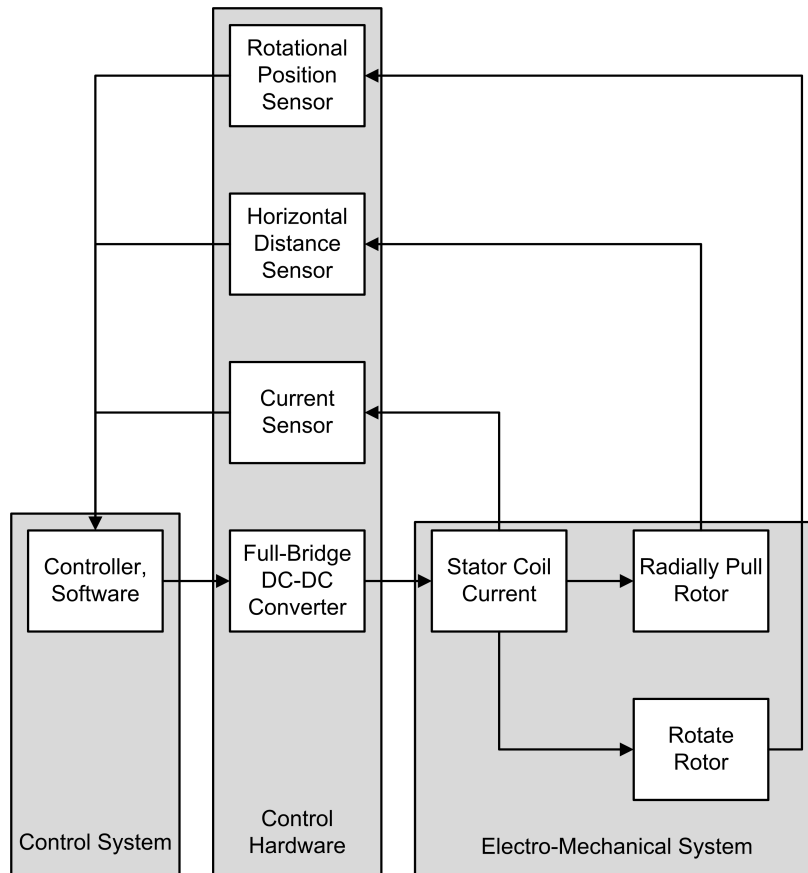 Rotational
Position
Sensor
Horizontal
Distance
Sensor
Current
Sensor
Controller,
Software
Full-Bridge
DC-DC
Converter
Stator Coil
Current
Radially Pull
Rotor
Rotate
Rotor
Control System
Control
Hardware
Electro-Mechanical System